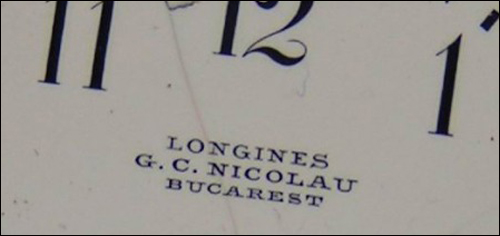 11 12 1
LONGINES
G. C. NICOLAU
BUCAREST